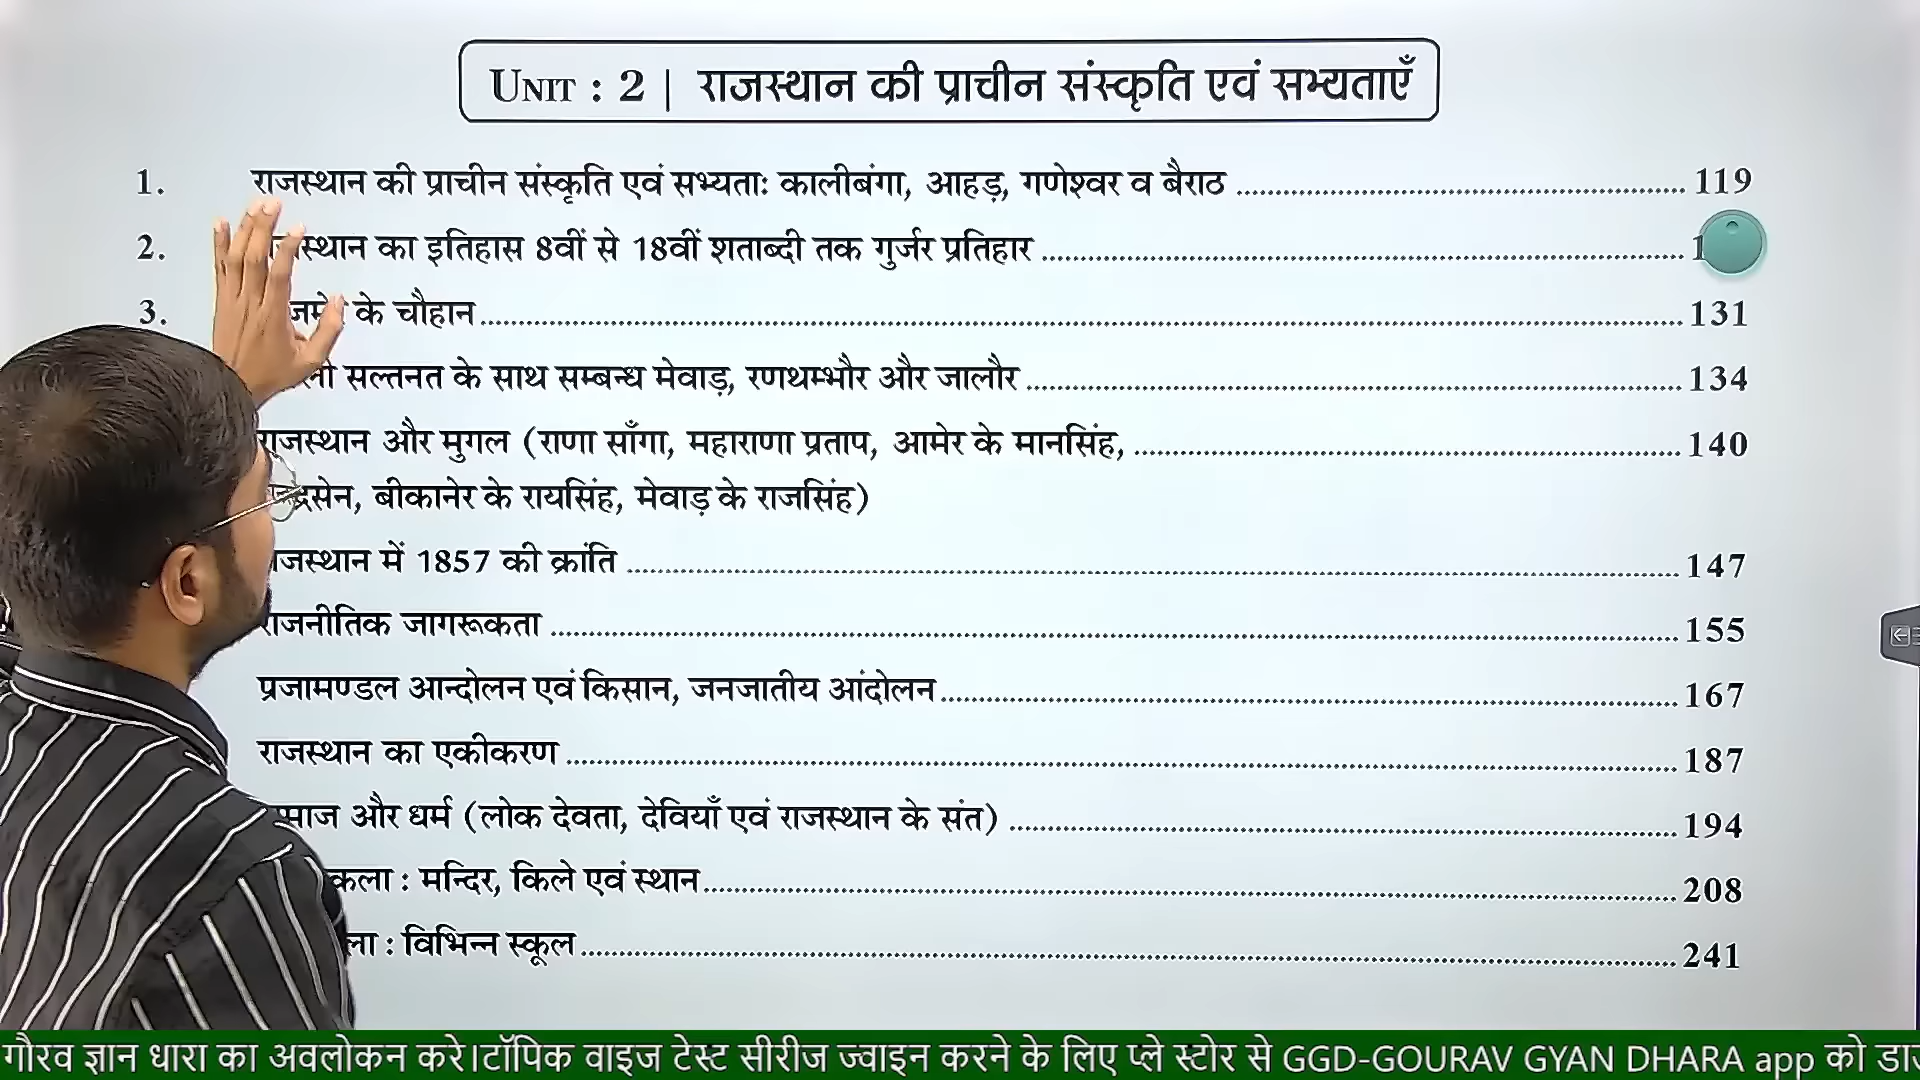 UNIT : 2 | राजस्थान की प्राचीन संस्कृति एवं सभ्यताएँ
1. राजस्थान की प्राचीन संस्कृति एवं सभ्यताः कालीबंगा, आहड़, गणेश्वर व बैराठ 119
2. का इतिहास 8वीं से 18वीं शताब्दी तक गुर्जर प्रतिहार
3. के चौहान 131
सल्तनत के साथ सम्बन्ध मेवाड़, रणथम्भौर और जालौर 134
राजस्थान और मुगल (राणा साँगा, महाराणा प्रताप, आमेर के मानसिंह, 140
बीकानेर के रायसिंह, मेवाड़ के राजसिंह)
राजस्थान में 1857 की क्रांति 147
राजनीतिक जागरूकता 155
प्रजामण्डल आन्दोलन एवं किसान, जनजातीय आंदोलन 167
राजस्थान का एकीकरण 187
और धर्म (लोक देवता, देवियाँ एवं राजस्थान के संत) 194
: मन्दिर, किले एवं स्थान 208
: विभिन्न स्कूल 241
गौरव ज्ञान धारा का अवलोकन करे।टॉपिक वाइज टेस्ट सीरीज ज्वाइन करने के लिए प्ले स्टोर से GGD-GOURAV GYAN DHARA app को